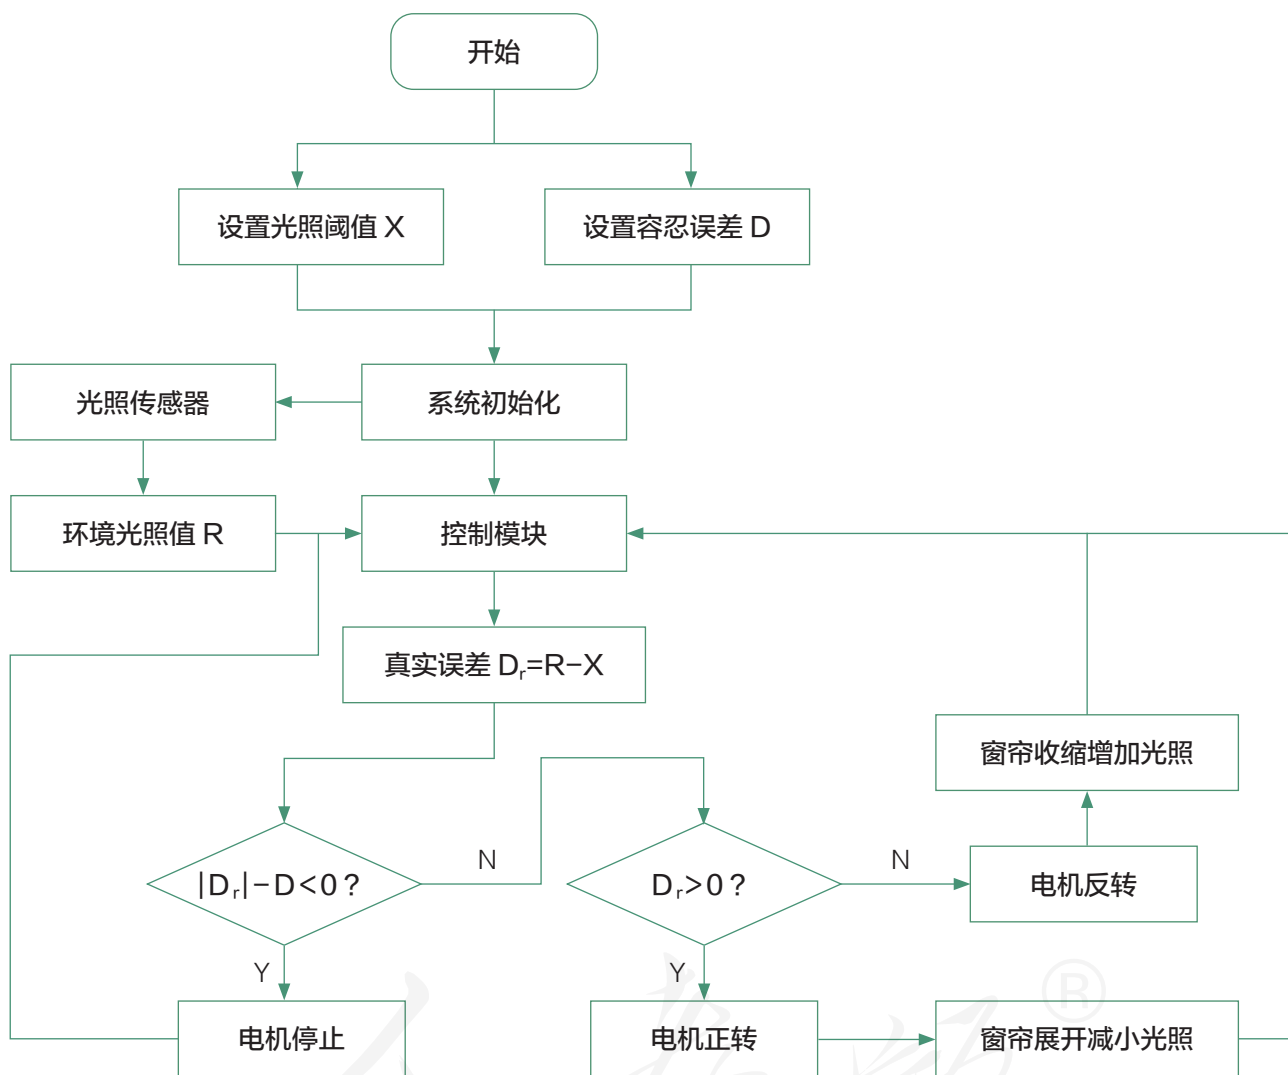 开始
设置光照阈值 X
设置容忍误差 D
光照传感器
系统初始化
环境光照值 R
控制模块
真实误差 Dᵣ=R−X
窗帘收缩增加光照
|Dᵣ|−D<0？
N
Dᵣ>0？
N
电机反转
Y
Y
电机停止
电机正转
窗帘展开减小光照
®